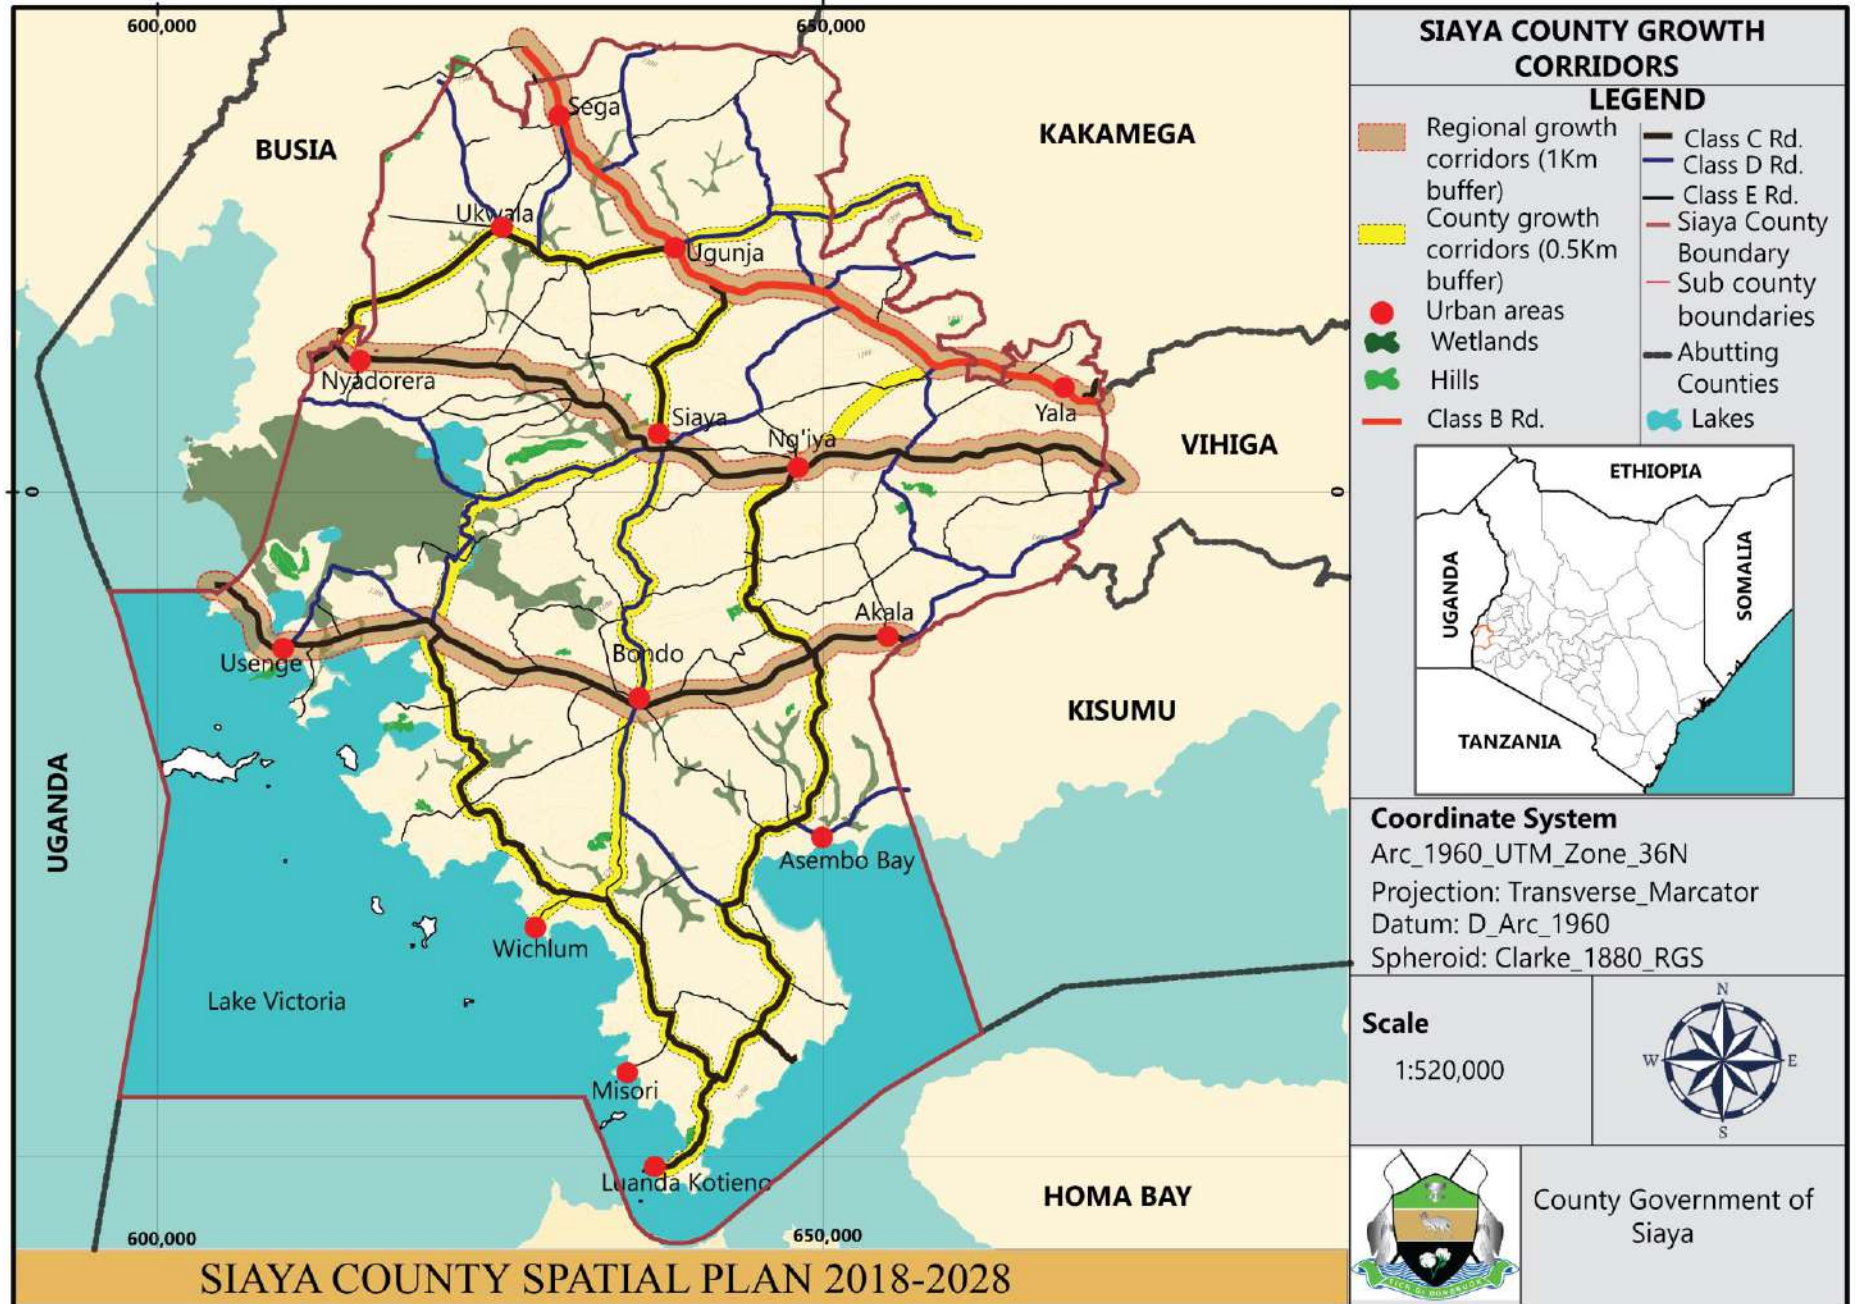 600,000
650,000
BUSIA
KAKAMEGA
Sega
Ukwala
Ugunja
Nyadorera
Siaya
Ng'iya
Yala
VIHIGA
0
0
Usenge
Bondo
Akala
KISUMU
UGANDA
Asembo Bay
Wichlum
Lake Victoria
Misori
Luanda Kotieno
HOMA BAY
600,000
650,000
SIAYA COUNTY SPATIAL PLAN 2018-2028
SIAYA COUNTY GROWTH
CORRIDORS
LEGEND
Regional growth
corridors (1Km
buffer)
County growth
corridors (0.5Km
buffer)
Urban areas
Wetlands
Hills
Class B Rd.
Class C Rd.
Class D Rd.
Class E Rd.
Siaya County
Boundary
Sub county
boundaries
Abutting
Counties
Lakes
ETHIOPIA
UGANDA
SOMALIA
TANZANIA
Coordinate System
Arc_1960_UTM_Zone_36N
Projection: Transverse_Marcator
Datum: D_Arc_1960
Spheroid: Clarke_1880_RGS
Scale
1:520,000
N
W
E
S
County Government of
Siaya